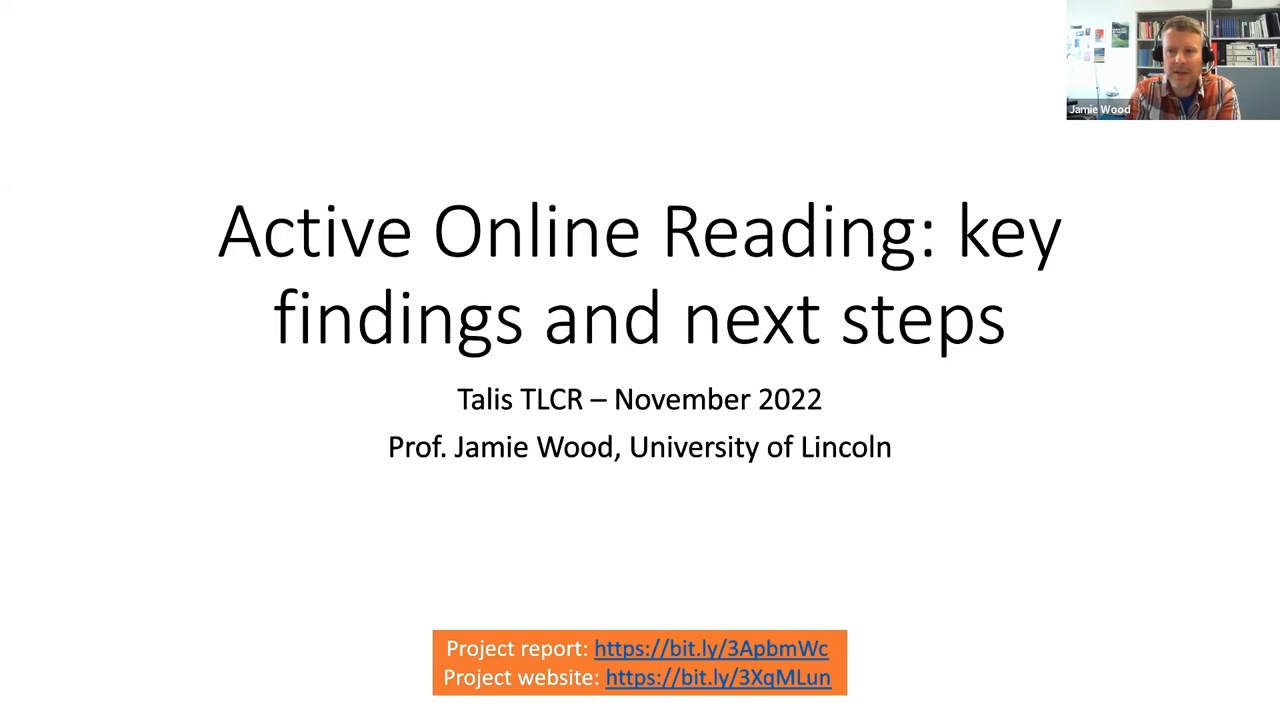 Jamie Wood
Active Online Reading: key
findings and next steps
Talis TLCR – November 2022
Prof. Jamie Wood, University of Lincoln
Project report: https://bit.ly/3ApbmWc
Project website: https://bit.ly/3XqMLun